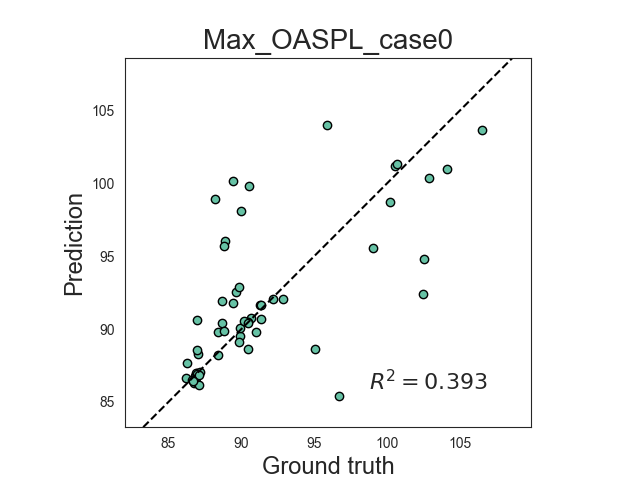 Max_OASPL_case0
105
100
95
90
85
Prediction
R² = 0.393
85 90 95 100 105
Ground truth